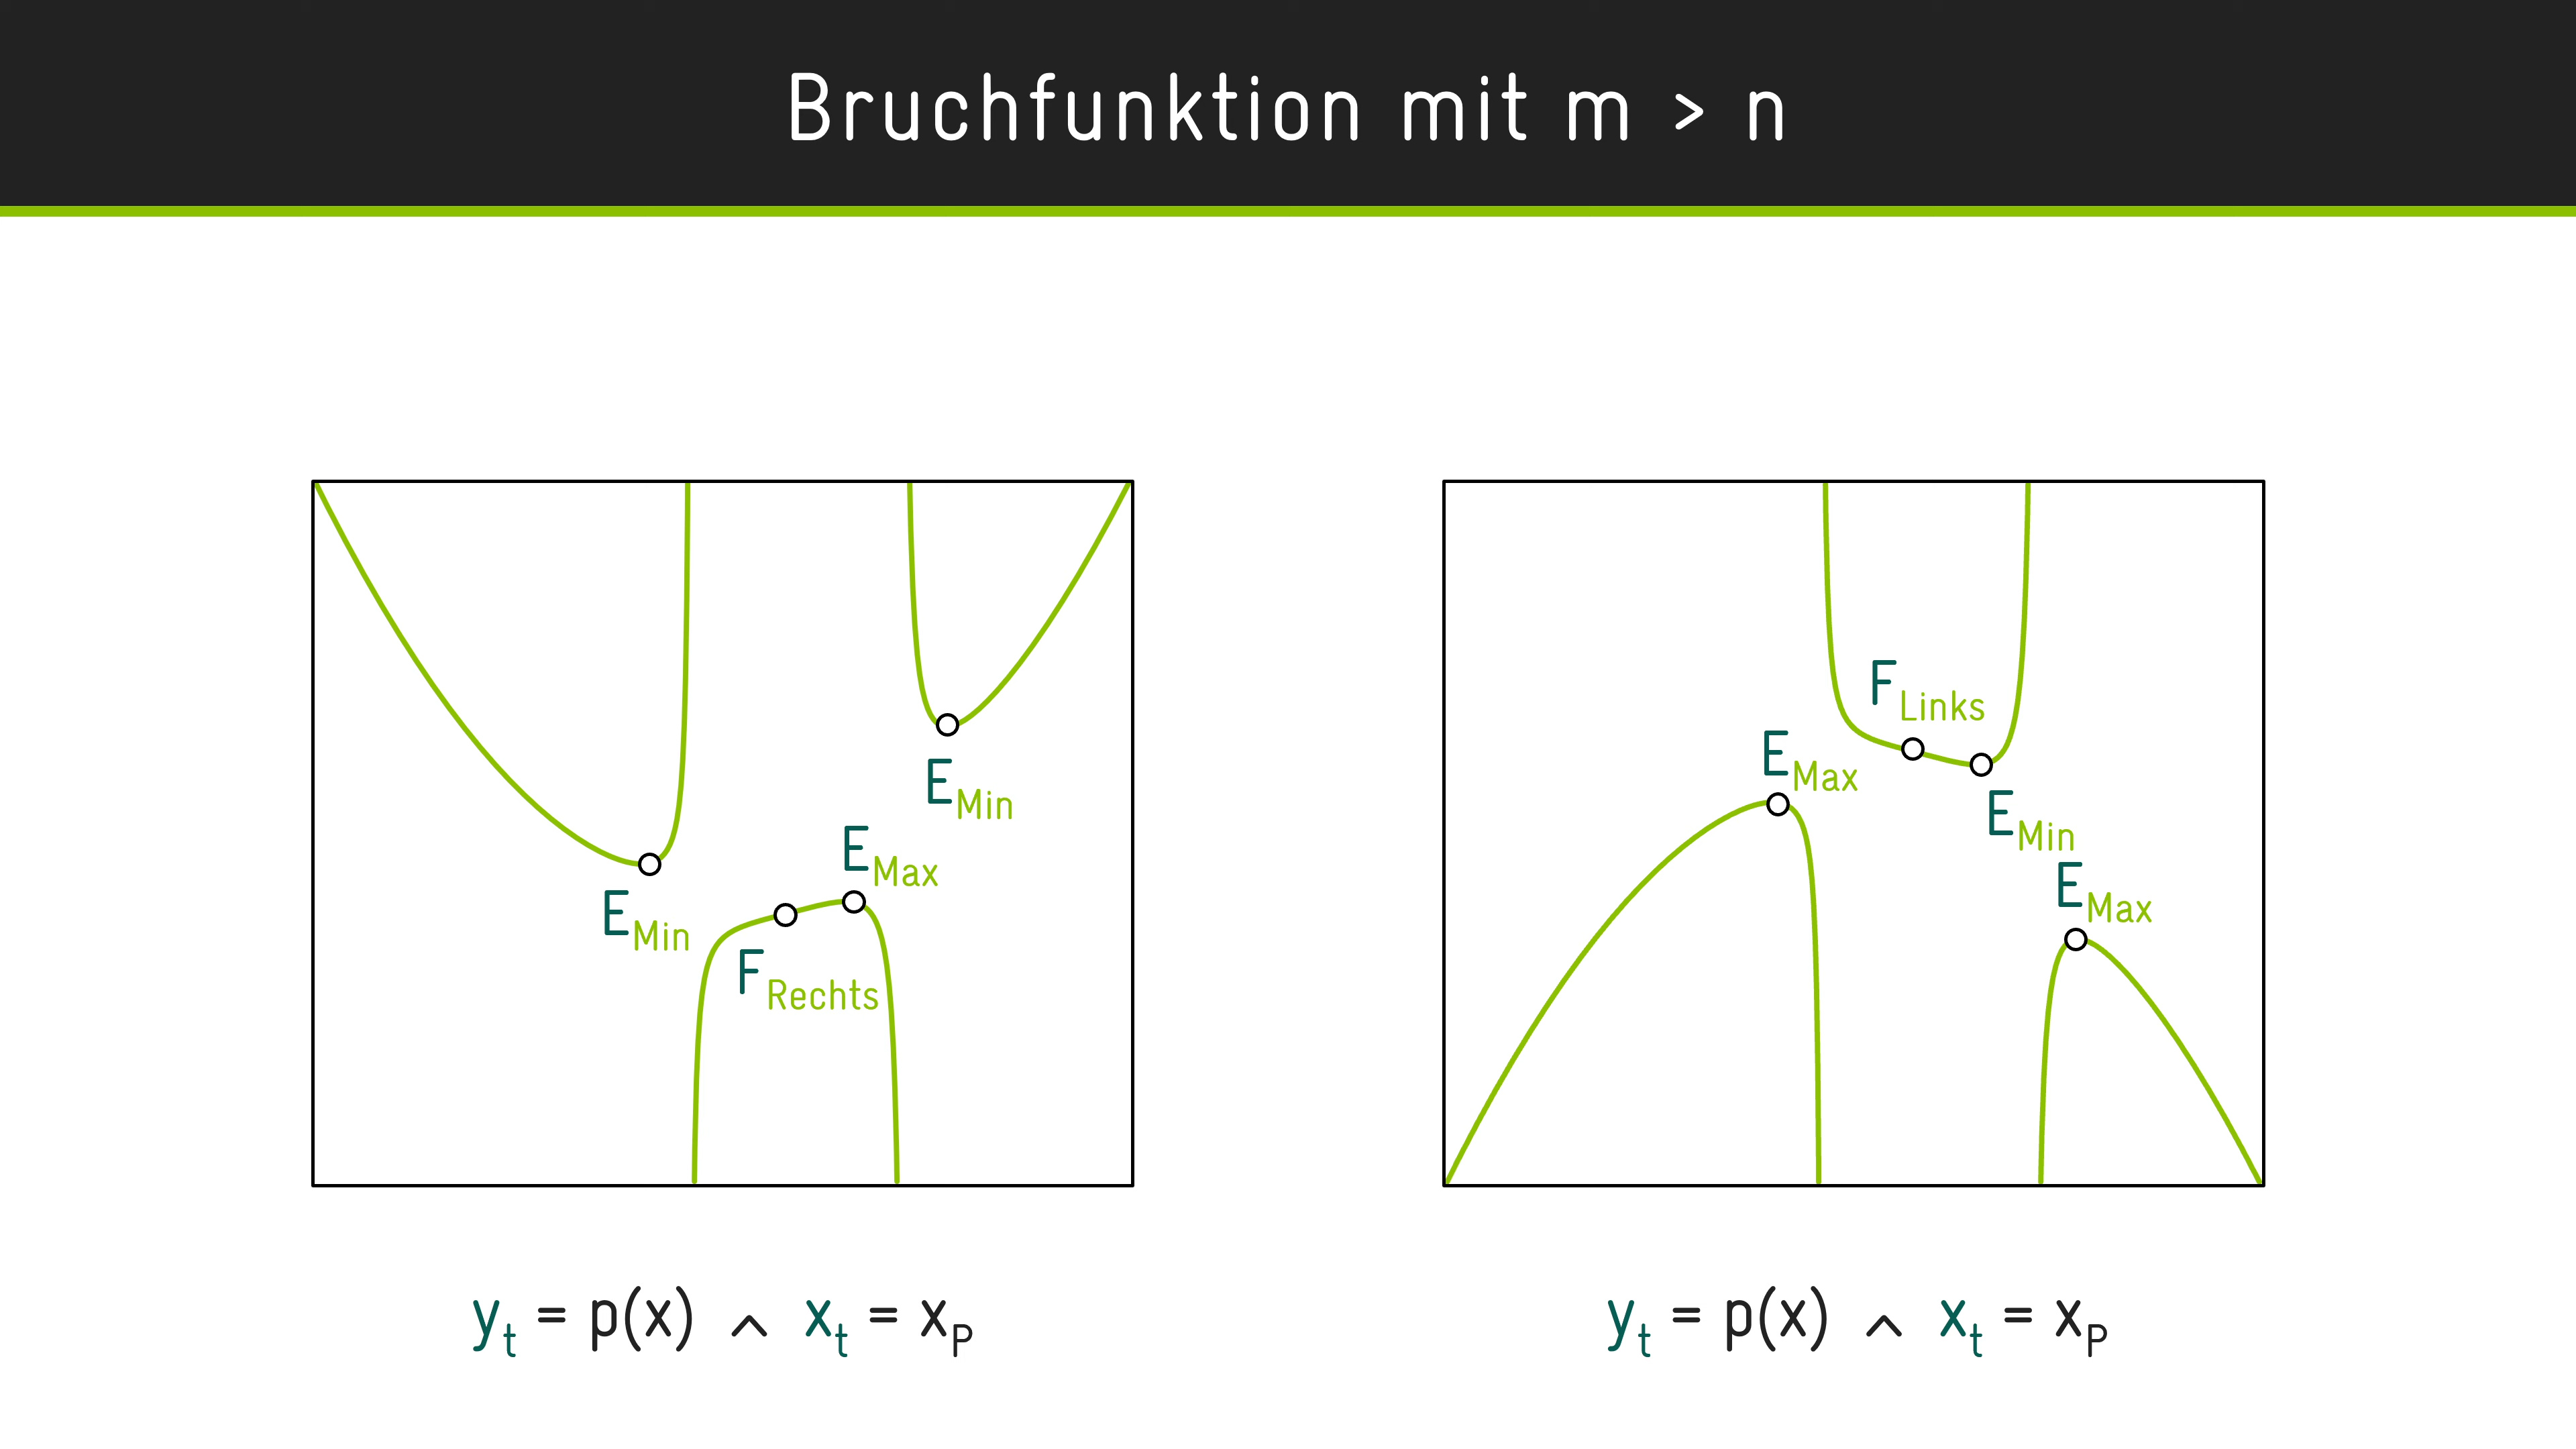 Bruchfunktion mit m > n
E_Min
F_Rechts
E_Max
E_Min
E_Max
F_Links
E_Min
E_Max
y_t = p(x) ∧ x_t = x_P
y_t = p(x) ∧ x_t = x_P